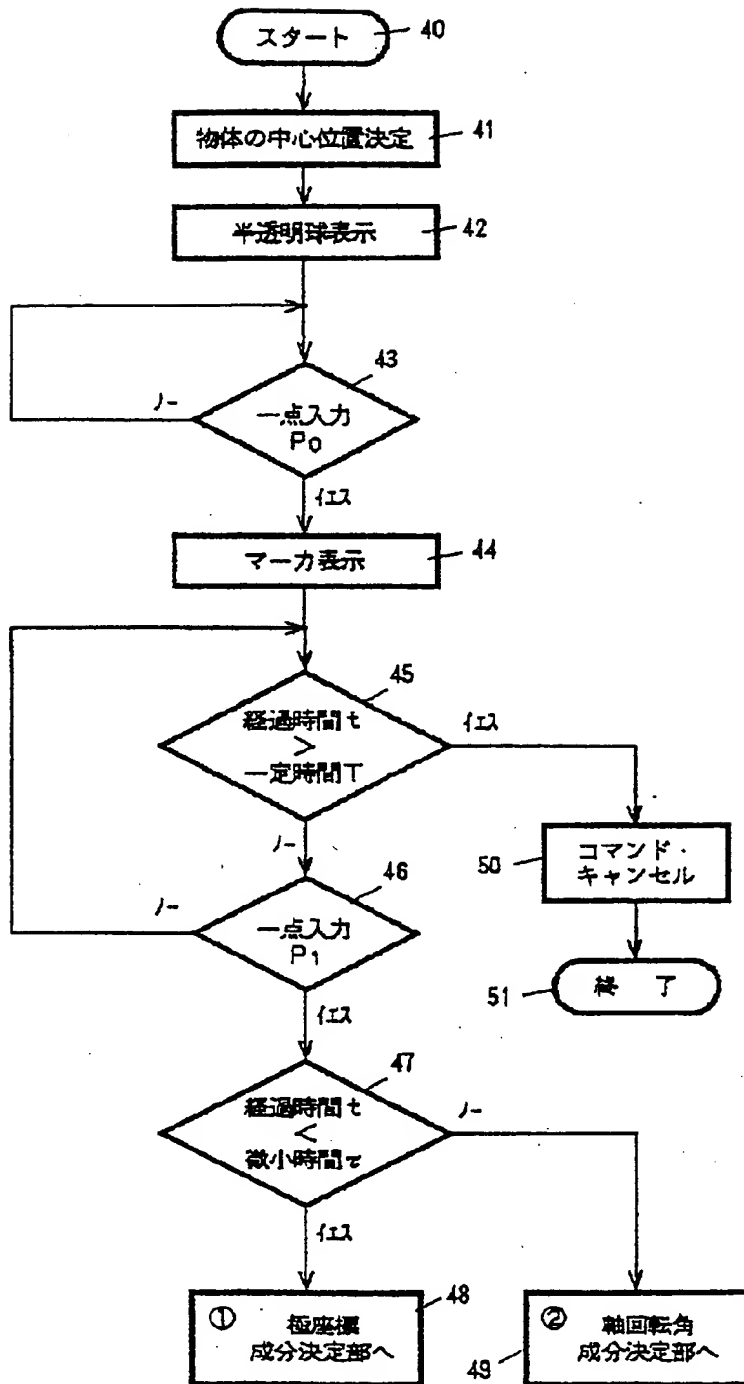 スタート
40
物体の中心位置決定
41
半透明球表示
42
43
ノー
一点入力
P0
イエス
マーカ表示
44
45
経過時間t
>
一定時間T
イエス
ノー
46
ノー
一点入力
P1
イエス
50
コマンド・
キャンセル
51
終 了
47
経過時間t
<
微小時間τ
ノー
イエス
48
① 極座標
成分決定部へ
② 軸回転角
成分決定部へ
49